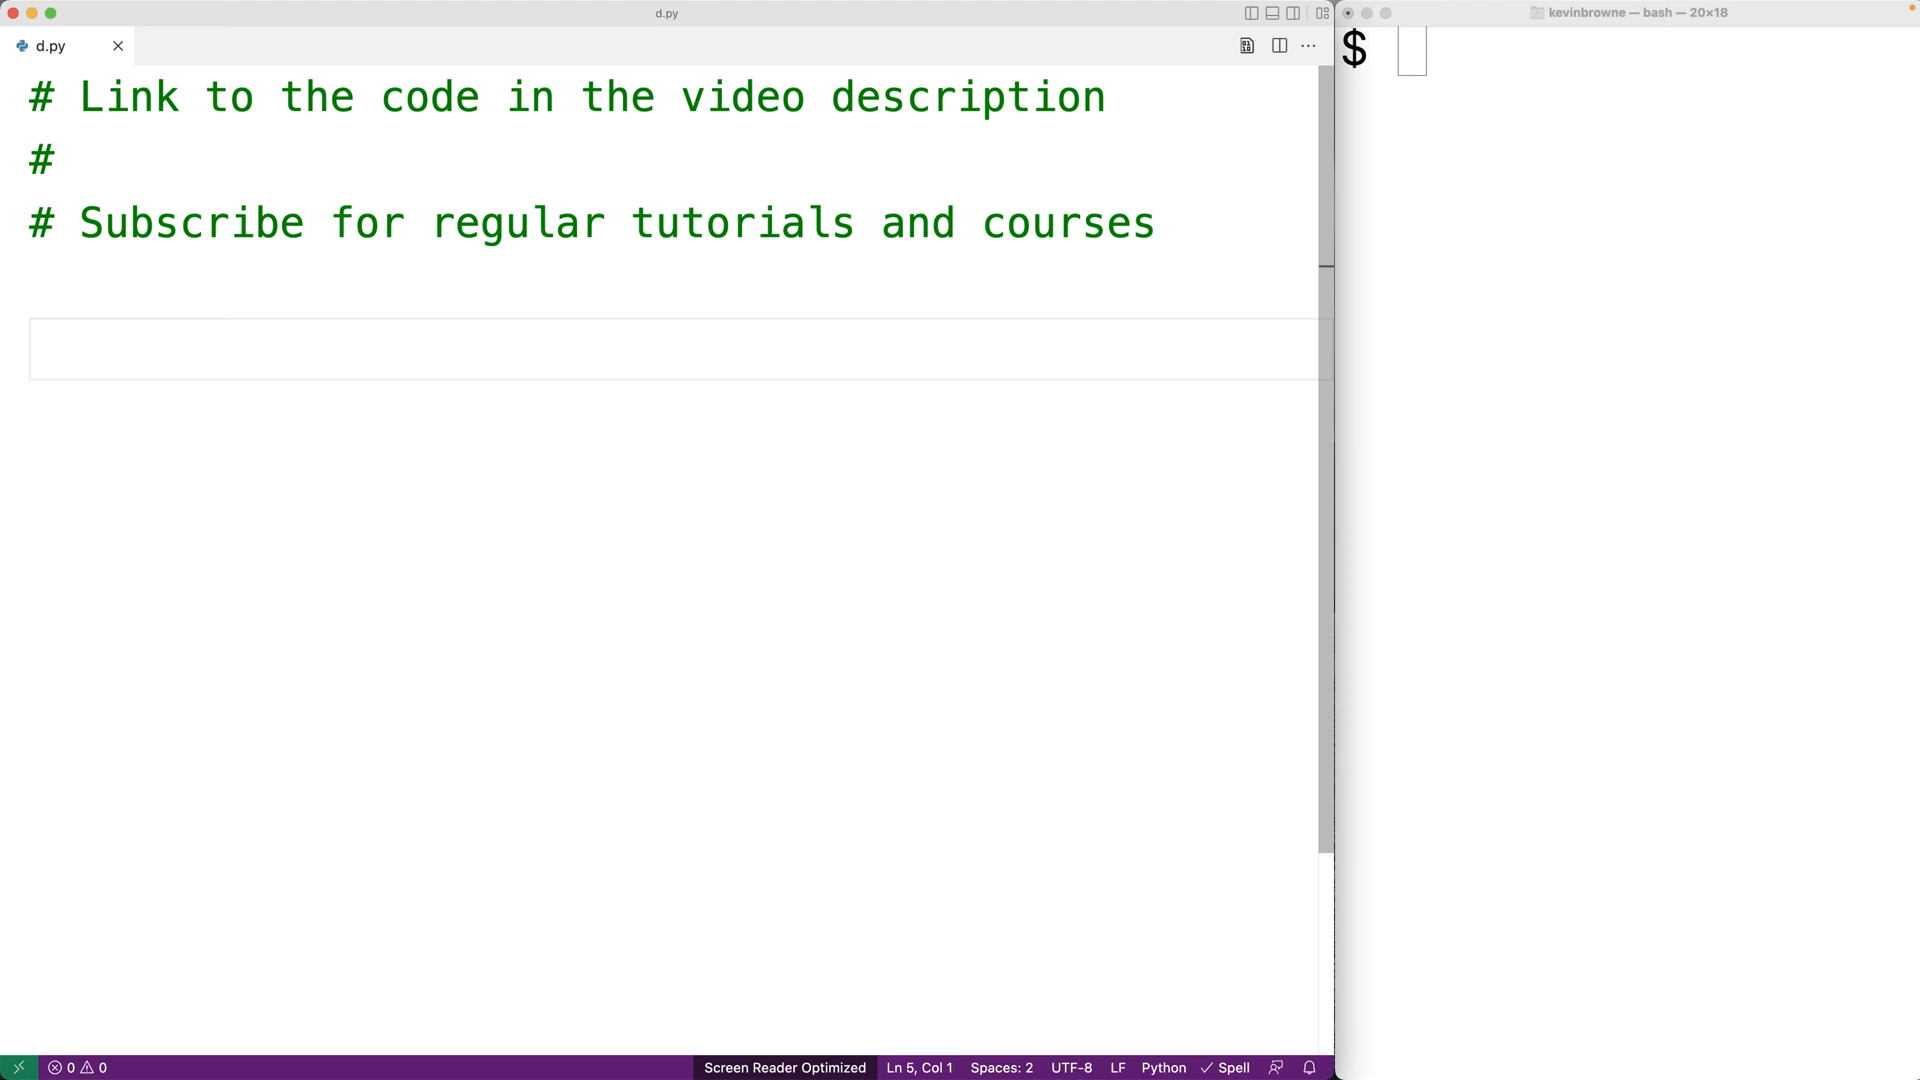 d.py
kevinbrowne — bash — 20×18
d.py
$
# Link to the code in the video description
#
# Subscribe for regular tutorials and courses
0 0
Screen Reader Optimized
Ln 5, Col 1
Spaces: 2
UTF-8
LF
Python
Spell